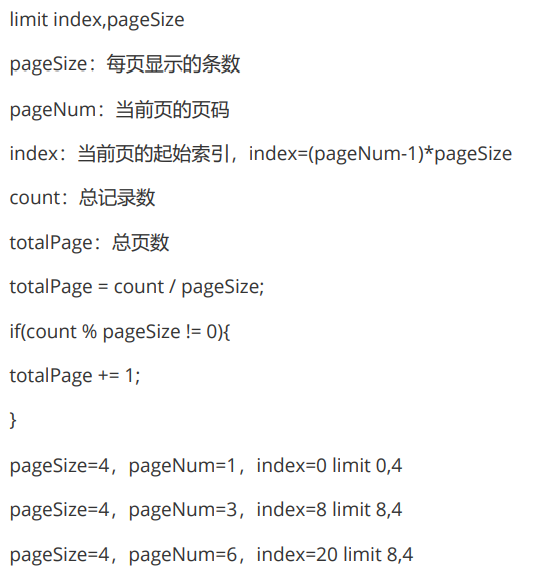 limit index,pageSize
pageSize：每页显示的条数
pageNum：当前页的页码
index：当前页的起始索引，index=(pageNum-1)*pageSize
count：总记录数
totalPage：总页数
totalPage = count / pageSize;
if(count % pageSize != 0){
totalPage += 1;
}
pageSize=4，pageNum=1，index=0 limit 0,4
pageSize=4，pageNum=3，index=8 limit 8,4
pageSize=4，pageNum=6，index=20 limit 8,4